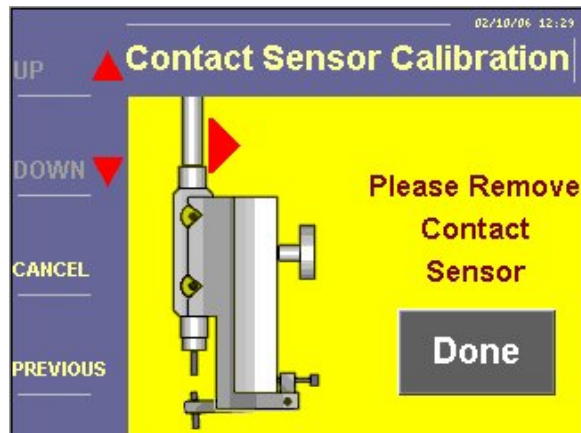 02/10/06 12:29
Contact Sensor Calibration
UP
DOWN
CANCEL
PREVIOUS
Please Remove
Contact
Sensor
Done